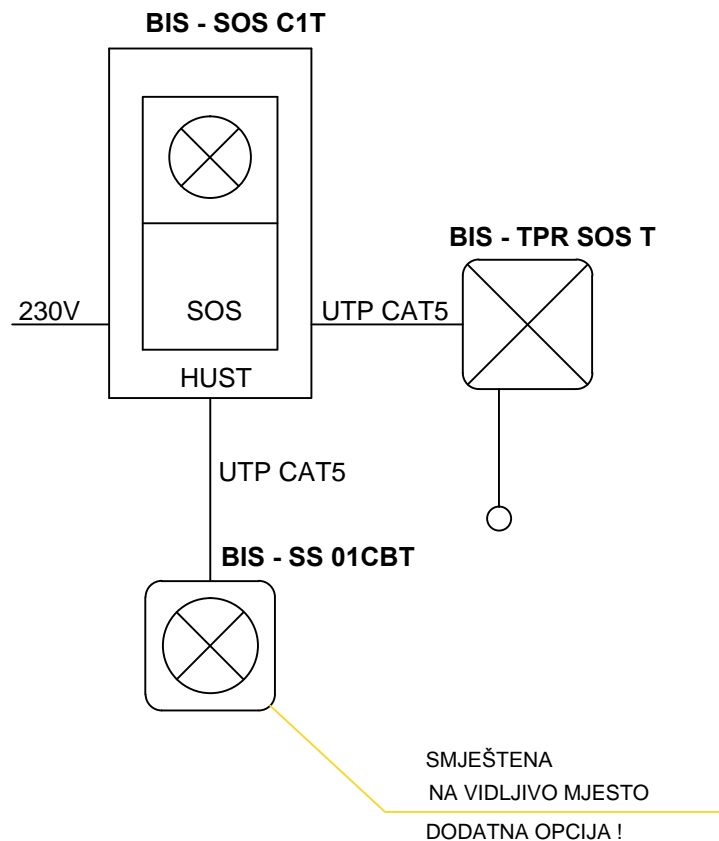 BIS - SOS C1T
BIS - TPR SOS T
230V
SOS
UTP CAT5
HUST
UTP CAT5
BIS - SS 01CBT
SMJEŠTENA
NA VIDLJIVO MJESTO
DODATNA OPCIJA !